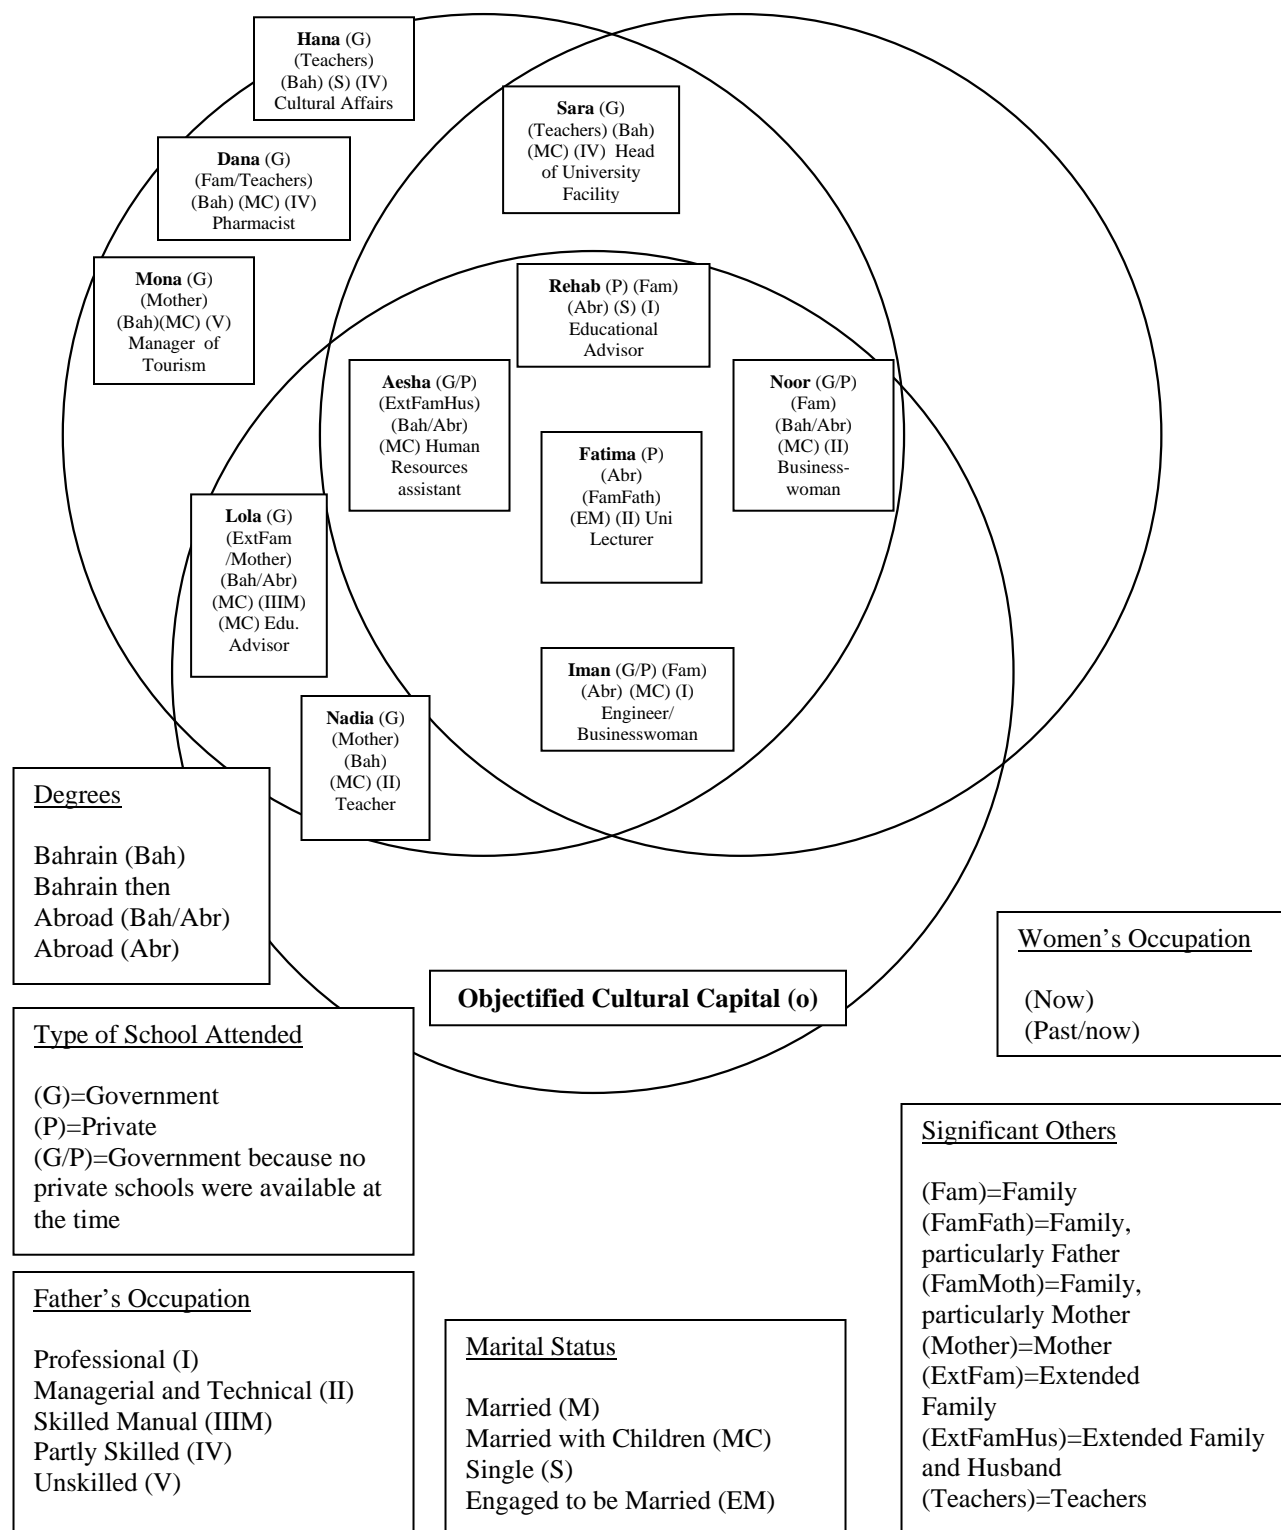 Hana (G)
(Teachers)
(Bah) (S) (IV)
Cultural Affairs
Sara (G)
(Teachers) (Bah)
(MC) (IV) Head
of University
Facility
Dana (G)
(Fam/Teachers)
(Bah) (MC) (IV)
Pharmacist
Mona (G)
(Mother)
(Bah)(MC) (V)
Manager of
Tourism
Rehab (P) (Fam)
(Abr) (S) (I)
Educational
Advisor
Aesha (G/P)
(ExtFamHus)
(Bah/Abr)
(MC) Human
Resources
assistant
Noor (G/P)
(Fam)
(Bah/Abr)
(MC) (II)
Business-
woman
Fatima (P)
(Abr)
(FamFath)
(EM) (II) Uni
Lecturer
Lola (G)
(ExtFam
/Mother)
(Bah/Abr)
(MC) (IIIM)
(MC) Edu.
Advisor
Iman (G/P) (Fam)
(Abr) (MC) (I)
Engineer/
Businesswoman
Nadia (G)
(Mother)
(Bah)
(MC) (II)
Teacher
Degrees
Bahrain (Bah)
Bahrain then
Abroad (Bah/Abr)
Abroad (Abr)
Objectified Cultural Capital (o)
Women’s Occupation
(Now)
(Past/now)
Type of School Attended
(G)=Government
(P)=Private
(G/P)=Government because no
private schools were available at
the time
Significant Others
(Fam)=Family
(FamFath)=Family,
particularly Father
(FamMoth)=Family,
particularly Mother
(Mother)=Mother
(ExtFam)=Extended
Family
(ExtFamHus)=Extended Family
and Husband
(Teachers)=Teachers
Father’s Occupation
Professional (I)
Managerial and Technical (II)
Skilled Manual (IIIM)
Partly Skilled (IV)
Unskilled (V)
Marital Status
Married (M)
Married with Children (MC)
Single (S)
Engaged to be Married (EM)